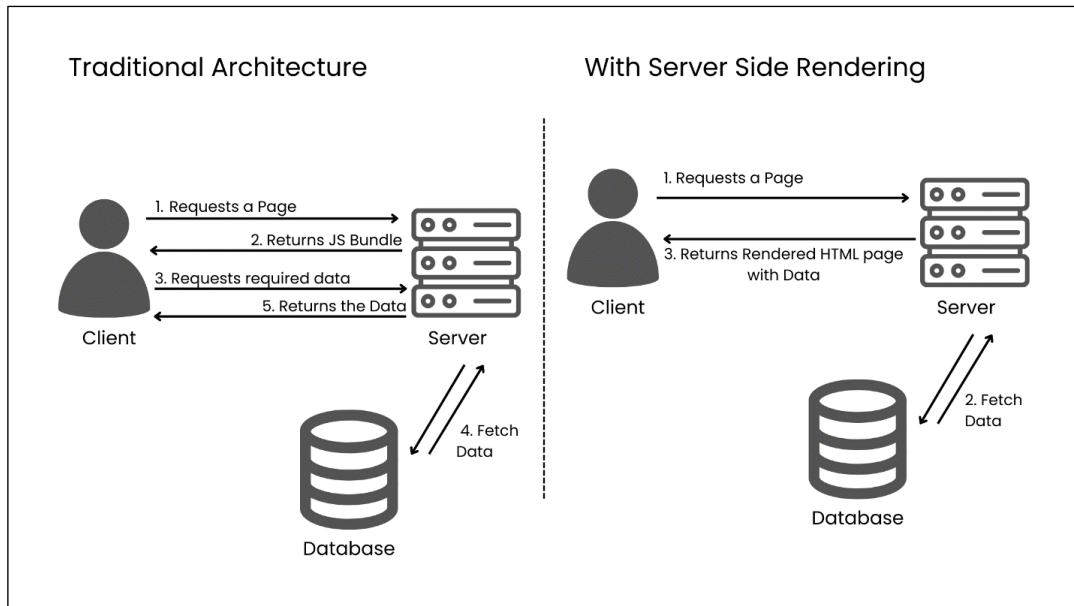 Traditional Architecture
1. Requests a Page
2. Returns JS Bundle
3. Requests required data
5. Returns the Data
Client
Server
4. Fetch
Data
Database
With Server Side Rendering
1. Requests a Page
3. Returns Rendered HTML page
with Data
Client
Server
2. Fetch
Data
Database